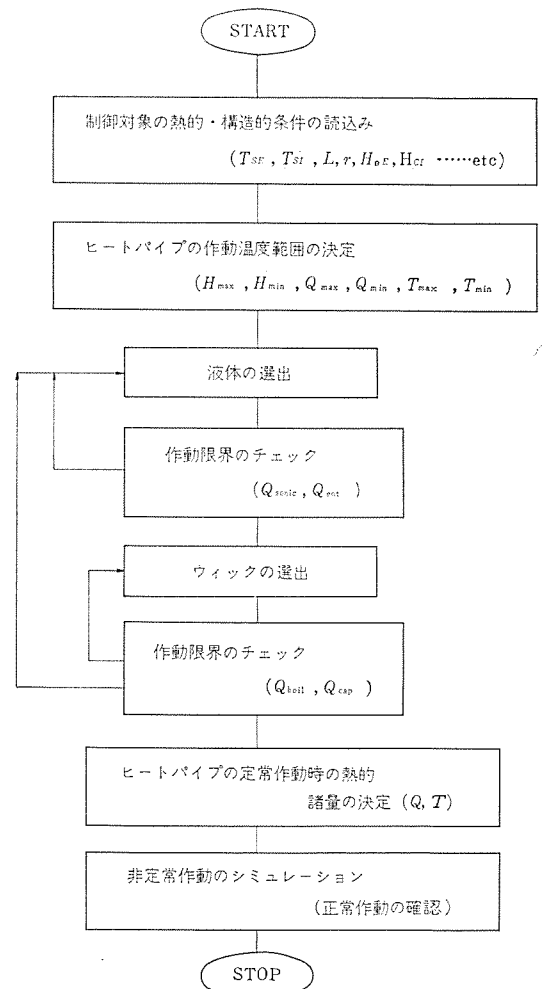 START
制御対象の熱的・構造的条件の読込み
(T_SE , T_SI , L, r, H_oE , H_CI ……etc)
ヒートパイプの作動温度範囲の決定
(H_max , H_min , Q_max , Q_min , T_max , T_min )
液体の選出
作動限界のチェック
(Q_sonic , Q_ent )
ウィックの選出
作動限界のチェック
(Q_boil , Q_cap )
ヒートパイプの定常作動時の熱的
諸量の決定 (Q, T)
非定常作動のシミュレーション
(正常作動の確認)
STOP